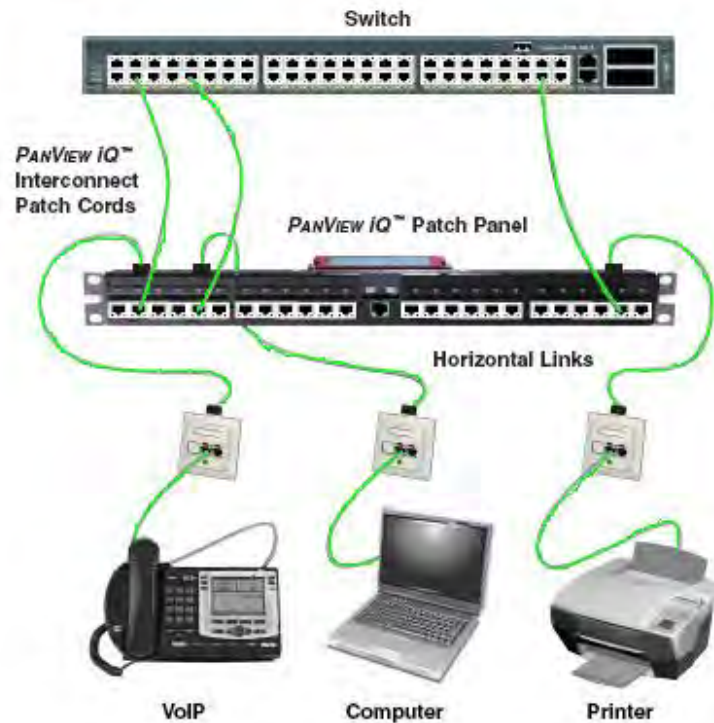 Switch
PANVIEW iQ™
Interconnect
Patch Cords
PANVIEW iQ™ Patch Panel
Horizontal Links
VoIP
Computer
Printer